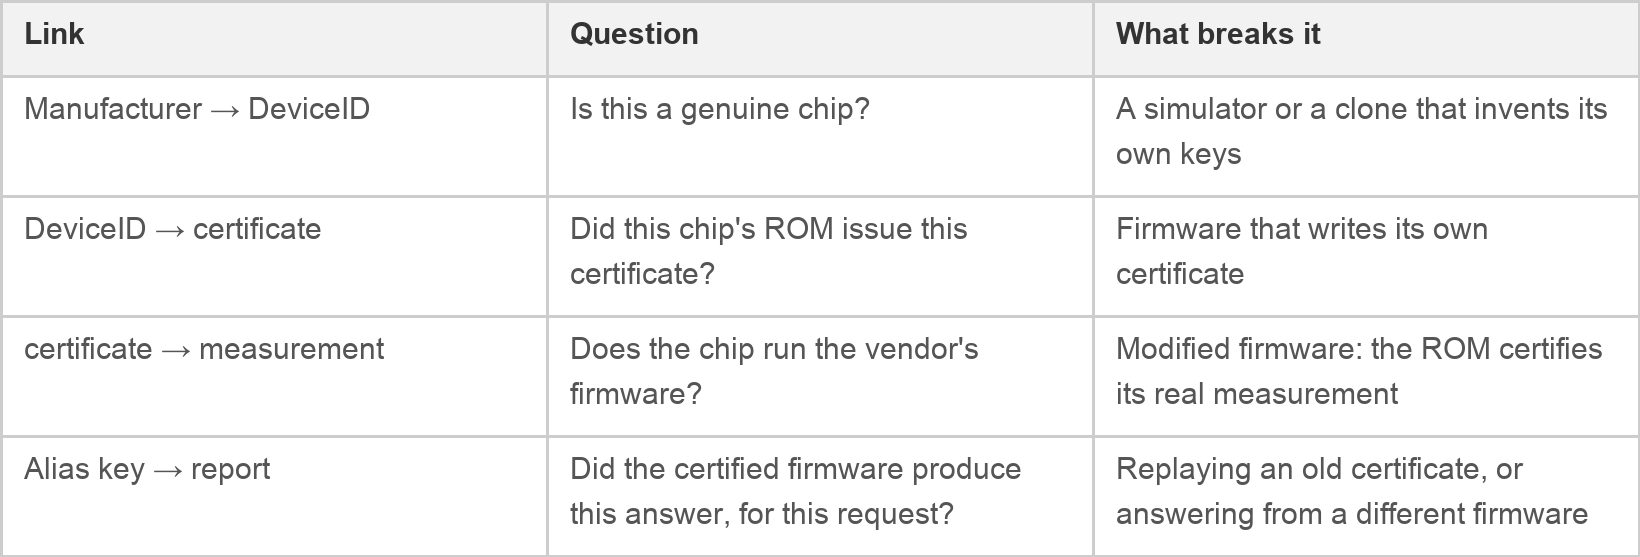 Link
Question
What breaks it
Manufacturer → DeviceID
Is this a genuine chip?
A simulator or a clone that invents its
own keys
DeviceID → certificate
Did this chip's ROM issue this
certificate?
Firmware that writes its own
certificate
certificate → measurement
Does the chip run the vendor's
firmware?
Modified firmware: the ROM certifies
its real measurement
Alias key → report
Did the certified firmware produce
this answer, for this request?
Replaying an old certificate, or
answering from a different firmware